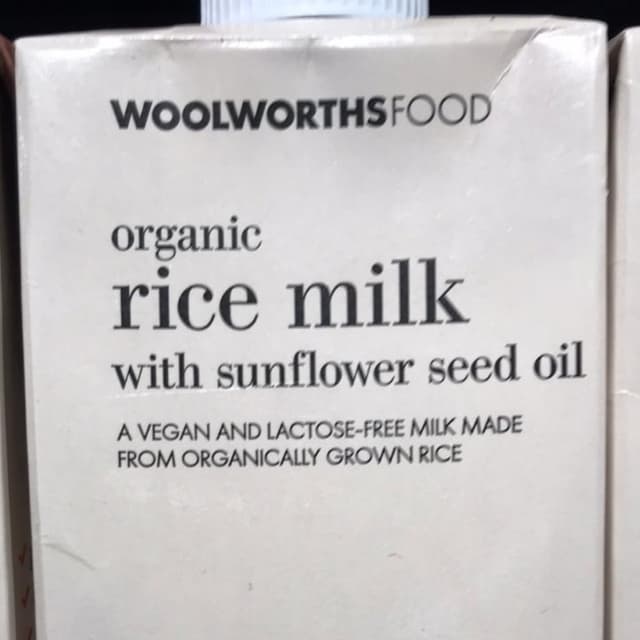 WOOLWORTHSFOOD
organic
rice milk
with sunflower seed oil
A VEGAN AND LACTOSE-FREE MILK MADE
FROM ORGANICALLY GROWN RICE